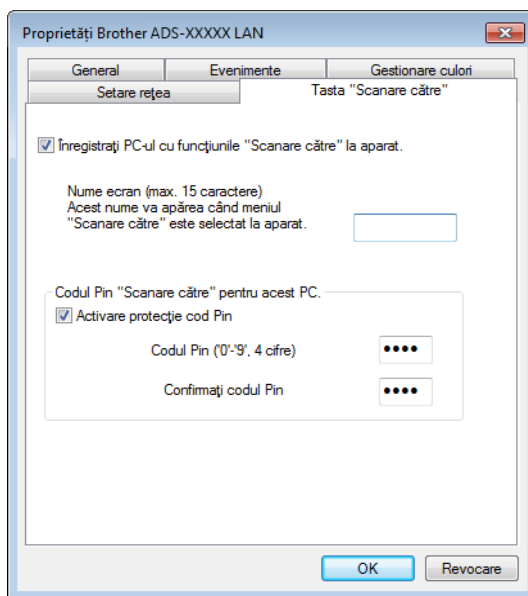 Proprietăți Brother ADS-XXXXX LAN
General
Evenimente
Gestionare culori
Setare rețea
Tasta "Scanare către"
Înregistrați PC-ul cu funcțiunile "Scanare către" la aparat.
Nume ecran (max. 15 caractere)
Acest nume va apărea când meniul
"Scanare către" este selectat la aparat.
Codul Pin "Scanare către" pentru acest PC.
Activare protecție cod Pin
Codul Pin ('0'-'9', 4 cifre)
••••
Confirmați codul Pin
••••
OK
Revocare